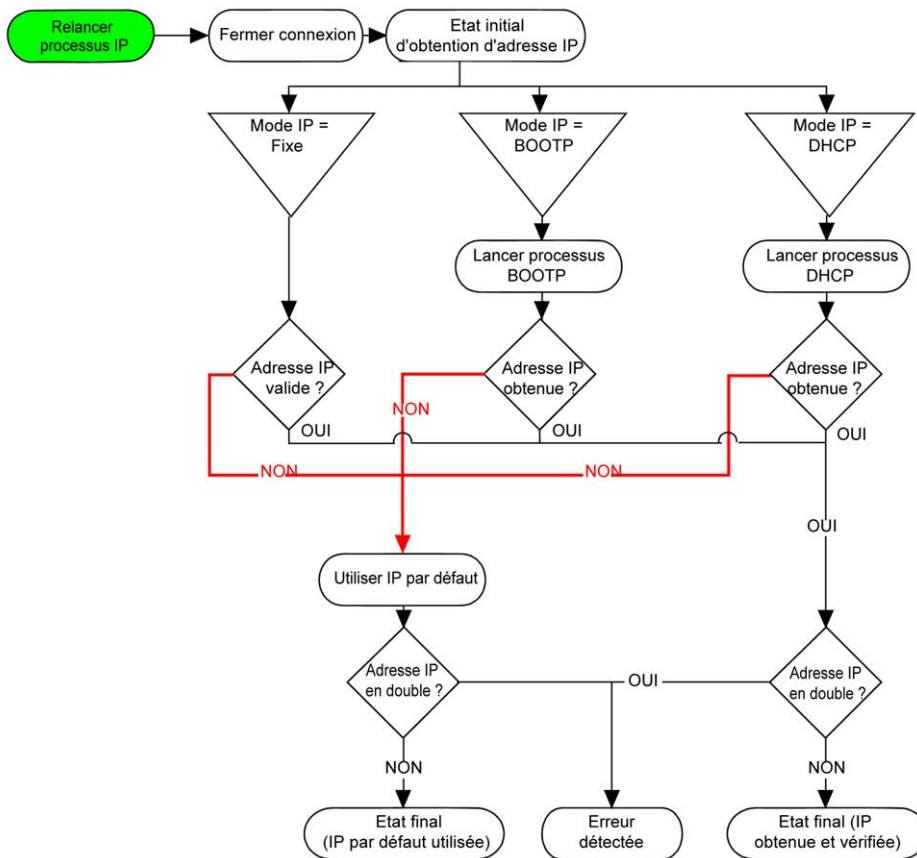 Relancer
processus IP
Fermer connexion
Etat initial
d'obtention d'adresse IP
Mode IP =
Fixe
Mode IP =
BOOTP
Mode IP =
DHCP
Lancer processus
BOOTP
Lancer processus
DHCP
Adresse IP
valide ?
Adresse IP
obtenue ?
Adresse IP
obtenue ?
NON
OUI
OUI
OUI
NON
NON
OUI
Utiliser IP par défaut
Adresse IP
en double ?
OUI
Adresse IP
en double ?
NON
NON
Etat final
(IP par défaut utilisée)
Erreur
détectée
Etat final (IP
obtenue et vérifiée)